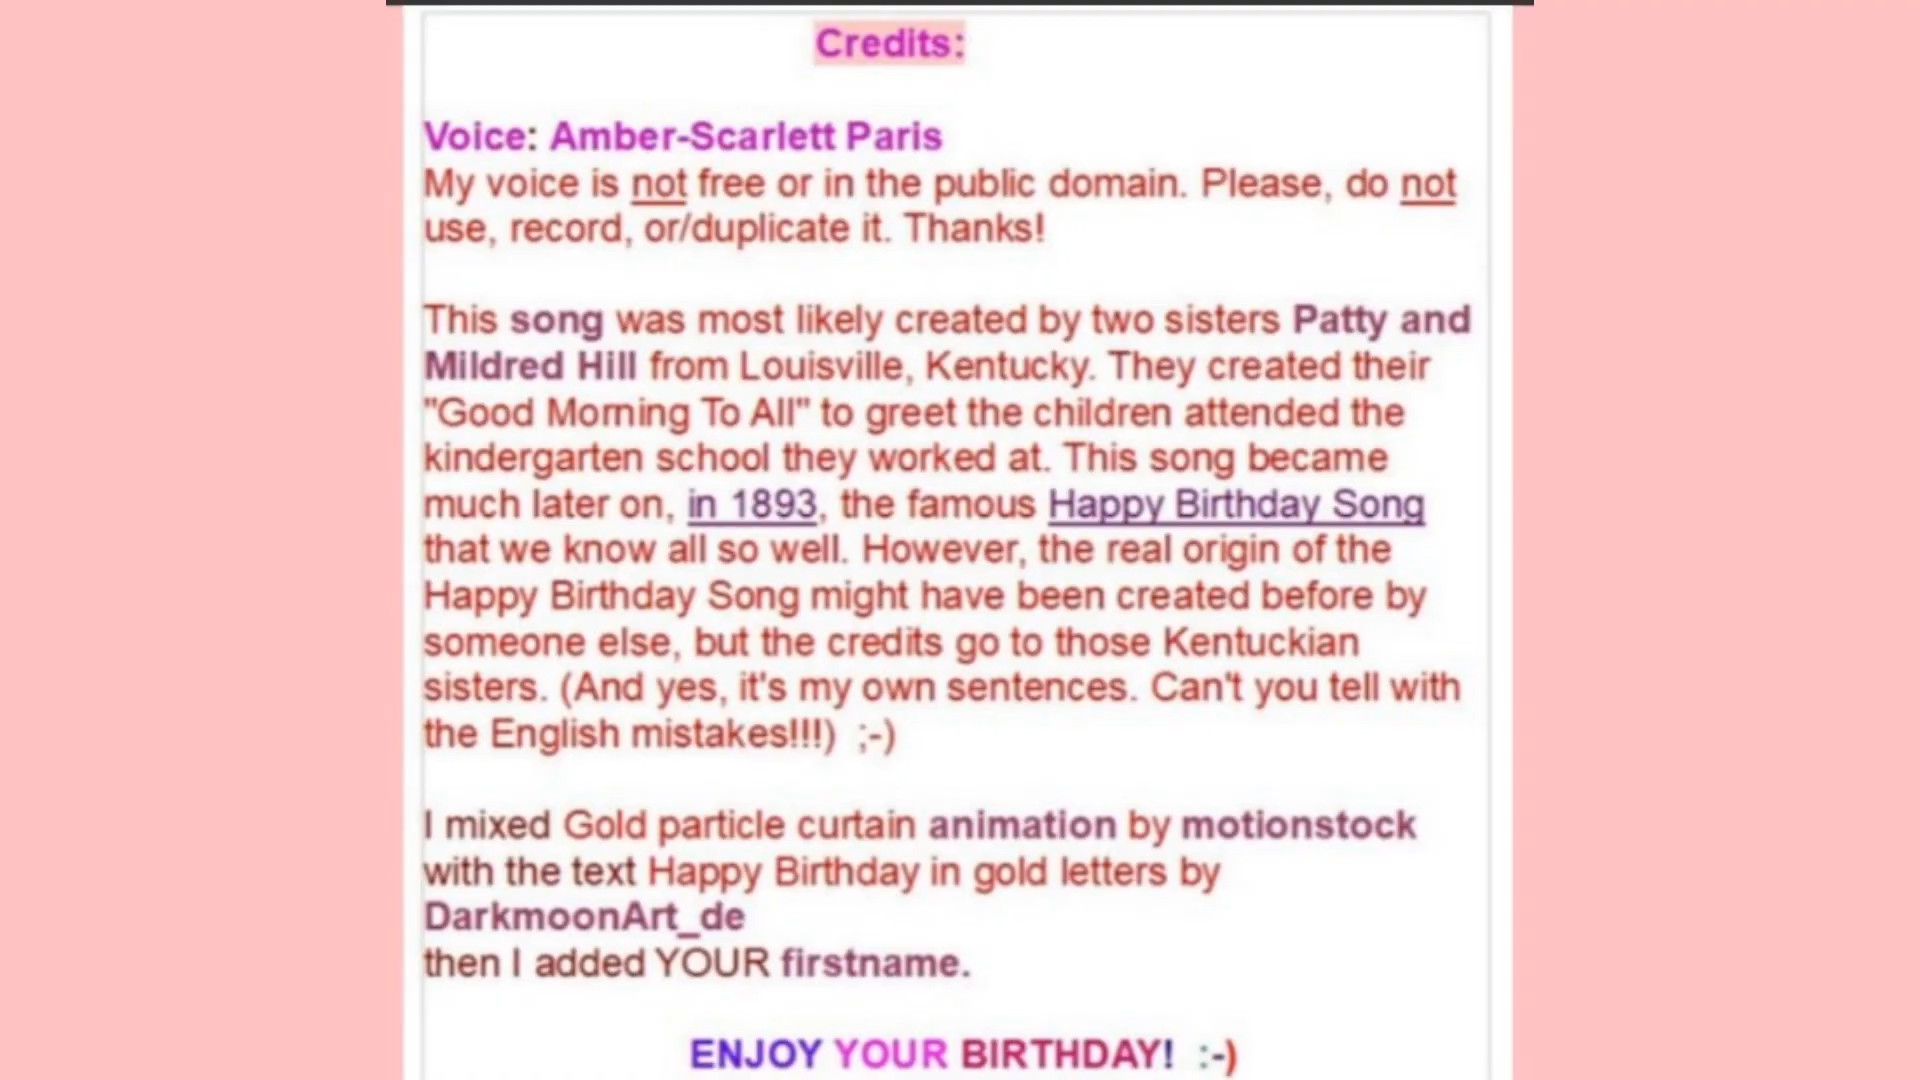 Credits:
Voice: Amber-Scarlett Paris
My voice is not free or in the public domain. Please, do not
use, record, or/duplicate it. Thanks!
This song was most likely created by two sisters Patty and
Mildred Hill from Louisville, Kentucky. They created their
"Good Morning To All" to greet the children attended the
kindergarten school they worked at. This song became
much later on, in 1893, the famous Happy Birthday Song
that we know all so well. However, the real origin of the
Happy Birthday Song might have been created before by
someone else, but the credits go to those Kentuckian
sisters. (And yes, it's my own sentences. Can't you tell with
the English mistakes!!!) ;-)
I mixed Gold particle curtain animation by motionstock
with the text Happy Birthday in gold letters by
DarkmoonArt_de
then I added YOUR firstname.
ENJOY YOUR BIRTHDAY! :-)